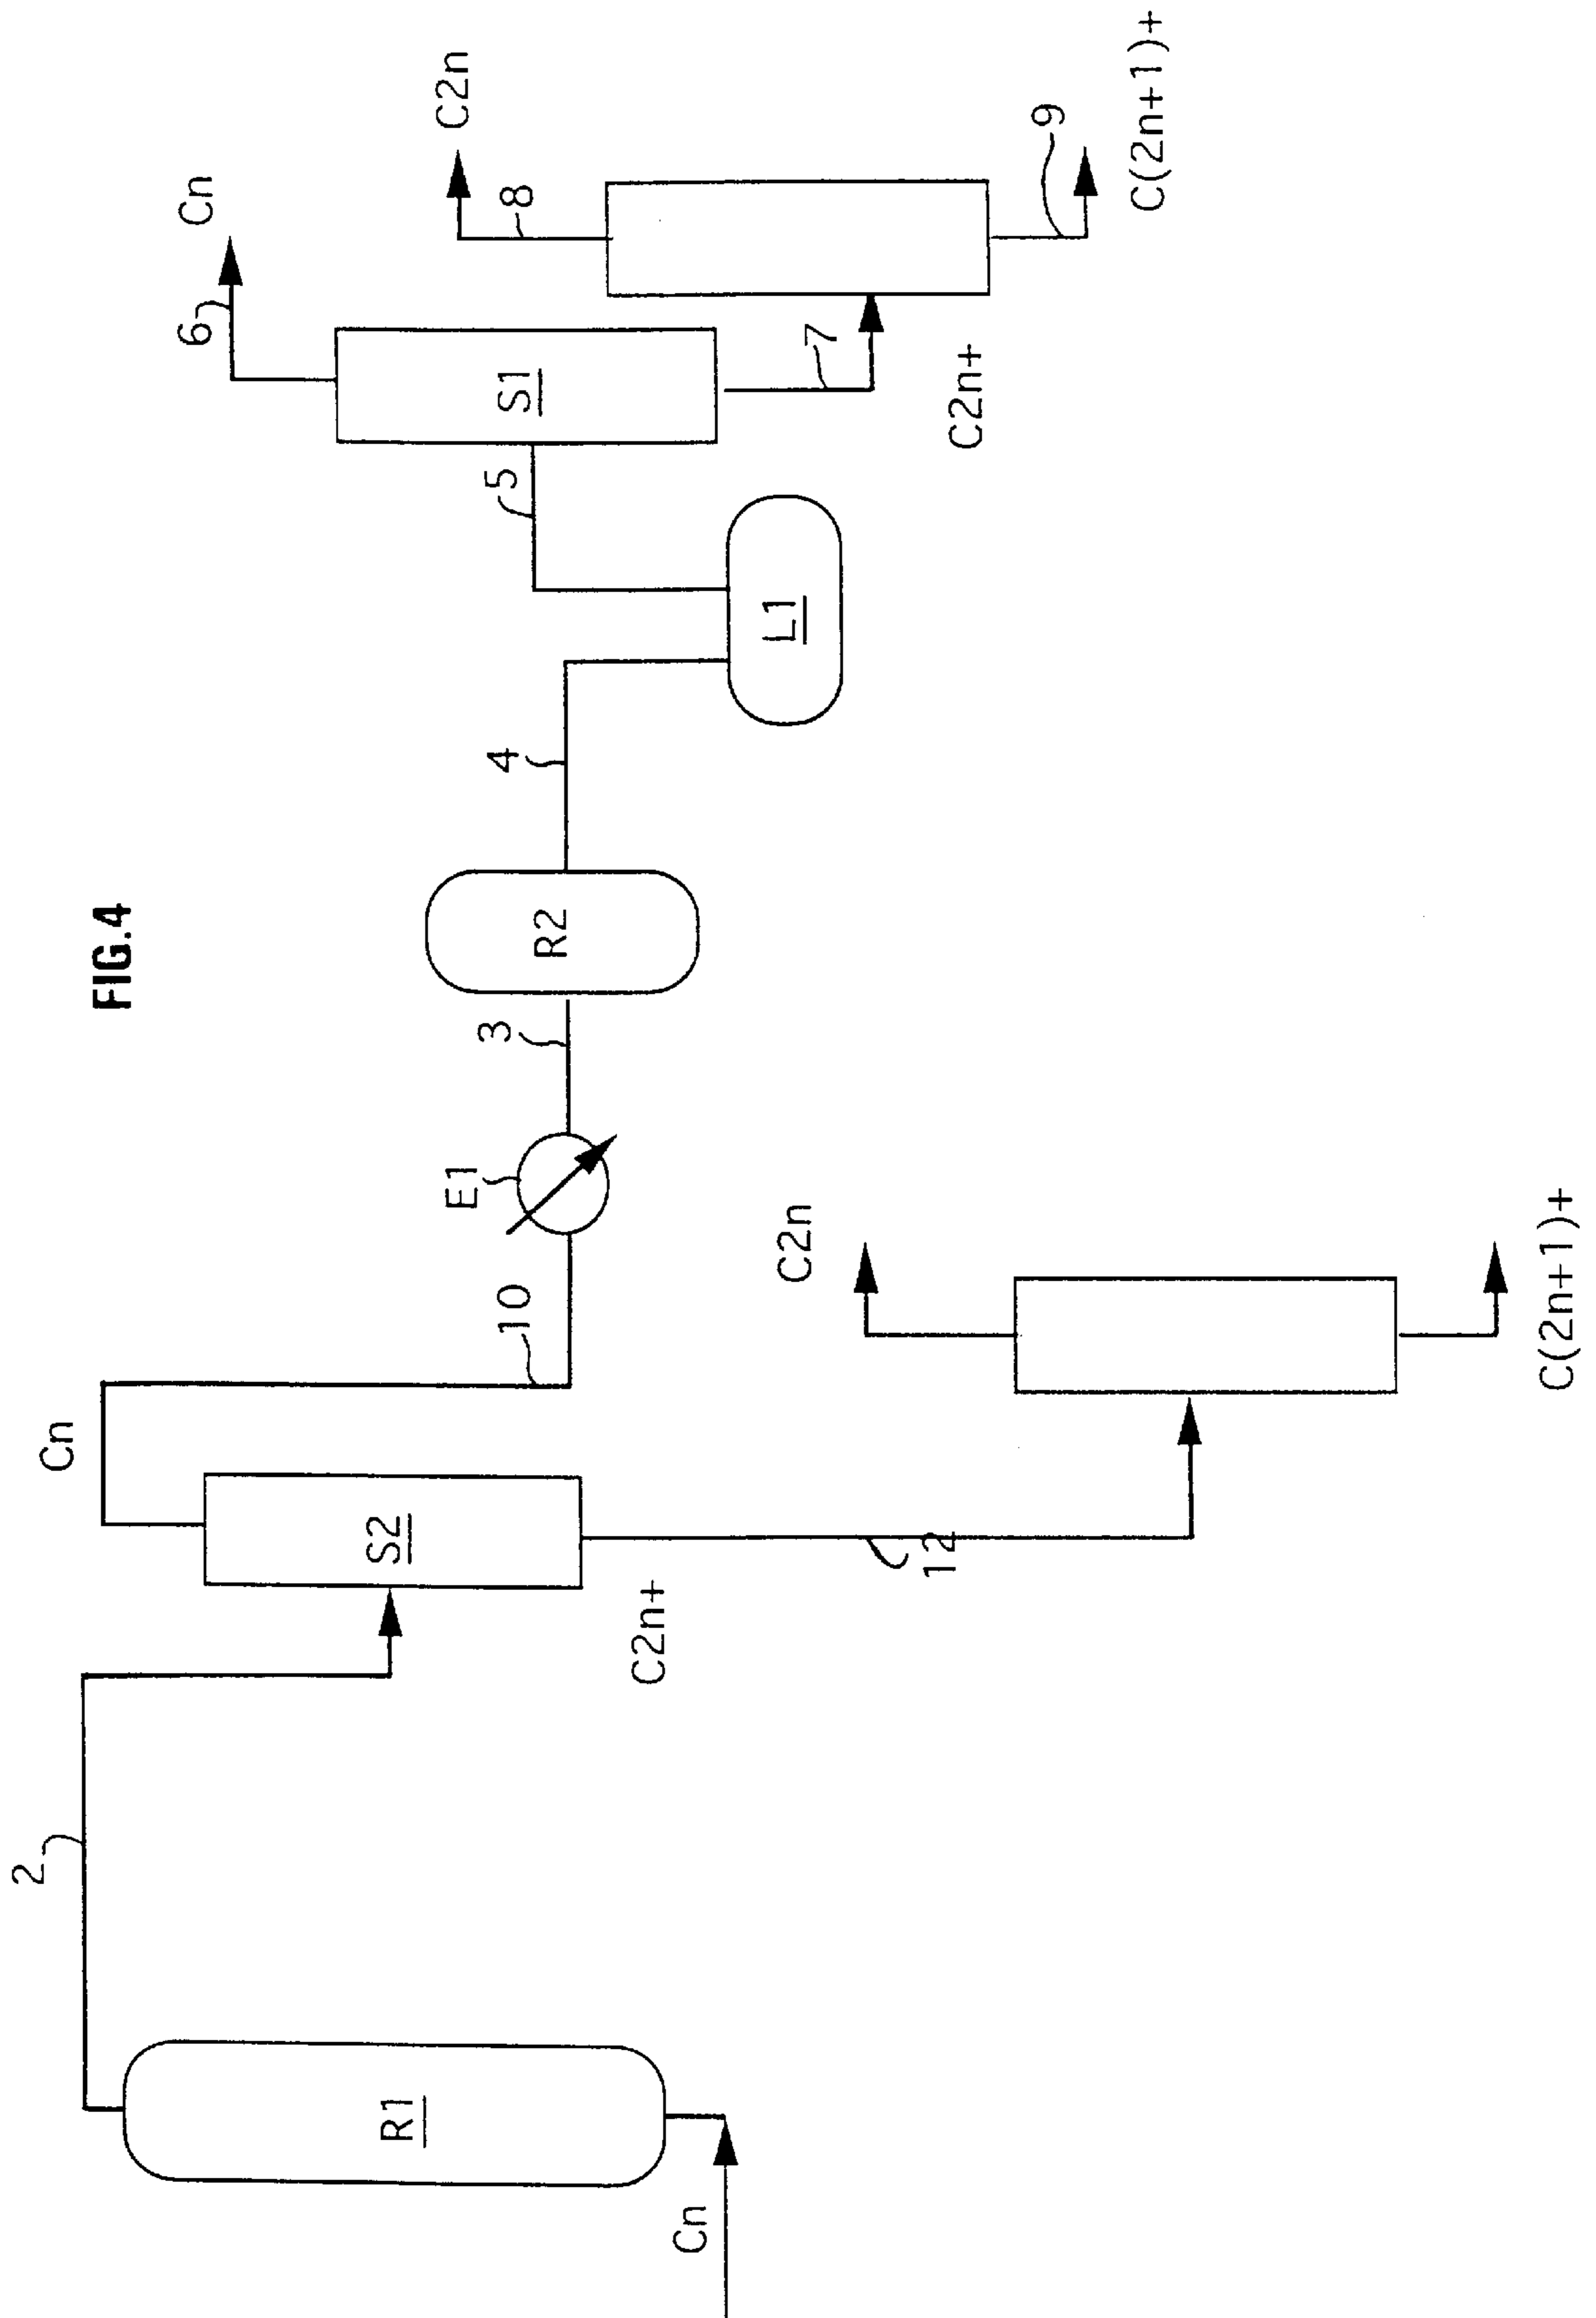 FIG.4
Cn
R1
2
S2
Cn
C2n+
12
10
C2n
C(2n+1)+
E1
3
R2
4
L1
5
S1
6
Cn
7
C2n+
8
C2n
9
C(2n+1)+